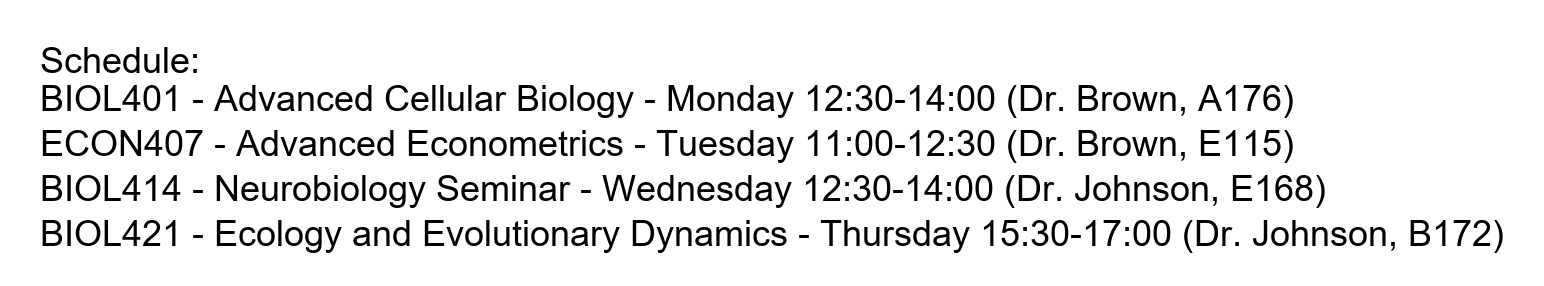 Schedule:
BIOL401 - Advanced Cellular Biology - Monday 12:30-14:00 (Dr. Brown, A176)
ECON407 - Advanced Econometrics - Tuesday 11:00-12:30 (Dr. Brown, E115)
BIOL414 - Neurobiology Seminar - Wednesday 12:30-14:00 (Dr. Johnson, E168)
BIOL421 - Ecology and Evolutionary Dynamics - Thursday 15:30-17:00 (Dr. Johnson, B172)